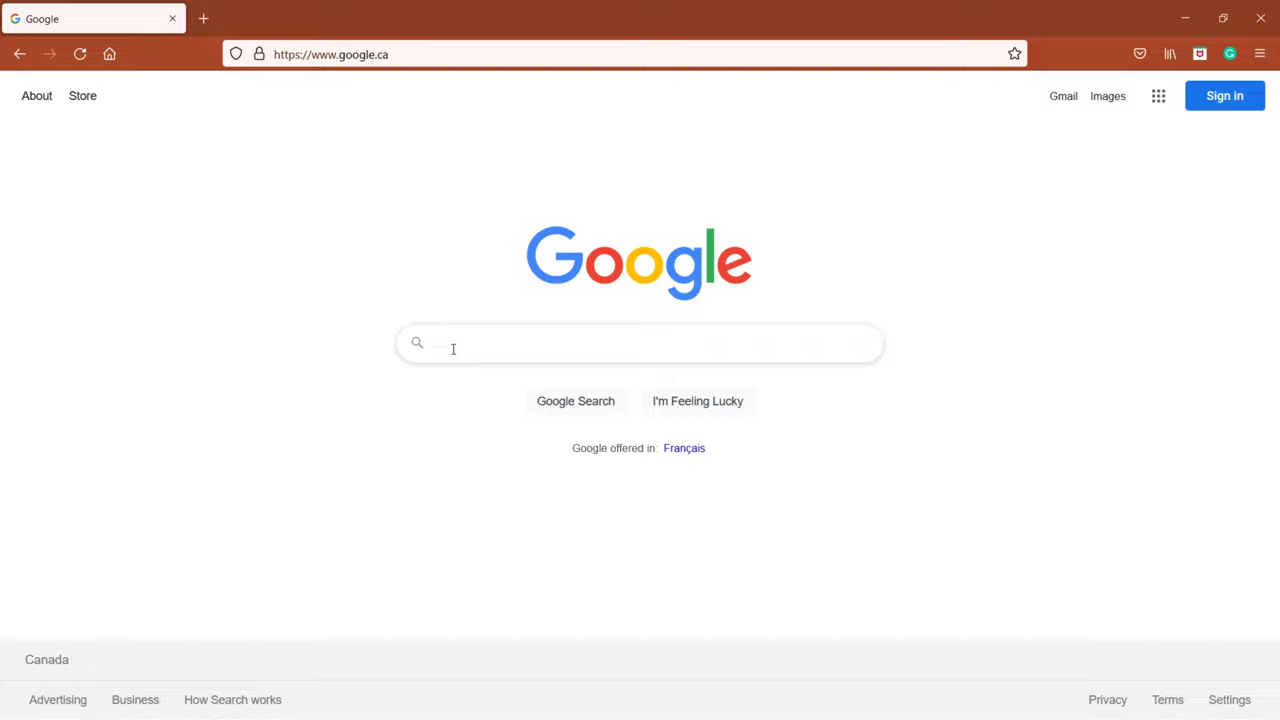 Google
https://www.google.ca
About Store
Gmail Images Sign in
Google
Google Search I'm Feeling Lucky
Google offered in: Français
Canada
Advertising Business How Search works
Privacy Terms Settings